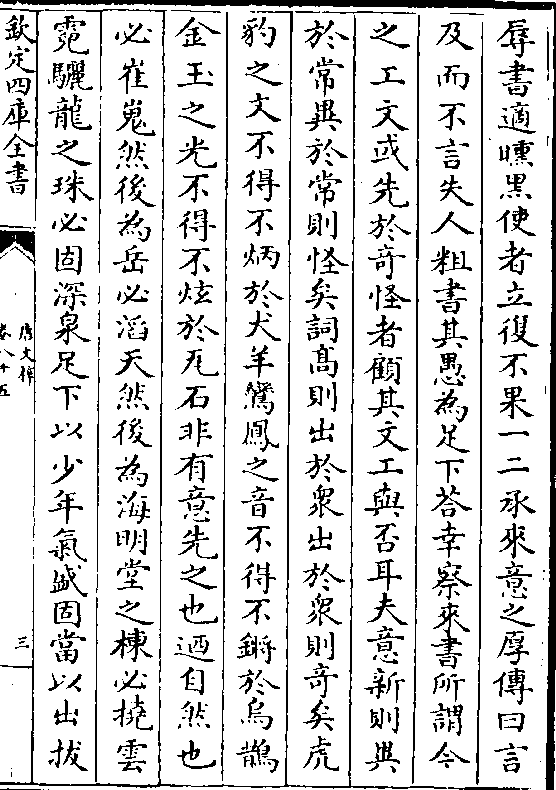 辱書適曛黑使者立復不果一二承來意之厚傳曰言
及而不言失人粗書其愚為足下荅幸察來書所謂今
之工文或先於奇怪者顧其文工與否耳夫意新則異
於常異於常則怪矣詞髙則出於衆出於衆則奇矣虎
豹之文不得不炳於犬羊鸞鳳之音不得不鏘於烏鵲
金玉之光不得不炫於瓦石非有意先之也廼自然也
必崔嵬然後為岳必滔天然後為海明堂之棟必撓雲
霓驪龍之珠必固深泉足下以少年氣盛固當以出拔
欽定四庫全書
唐文粹
卷八十五
三